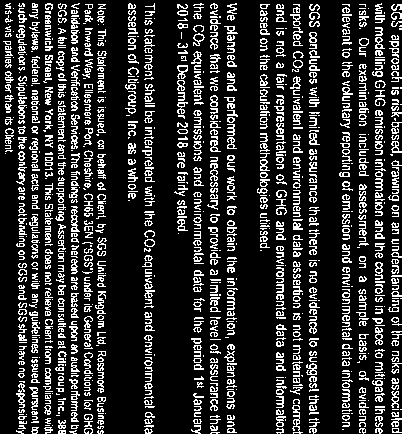 SGS' approach is risk-based, drawing on an understanding of the risks associated
with modelling GHG emission information and the controls in place to mitigate these
risks. Our examination included assessment, on a sample basis, of evidence
relevant to the voluntary reporting of emission and environmental data information.
SGS concludes with limited assurance that there is no evidence to suggest that the
reported CO2 equivalent and environmental data assertion is not materially correct
and is not a fair representation of GHG and environmental data and information
based on the calculation methodologies utilised.
We planned and performed our work to obtain the information, explanations and
evidence that we considered necessary to provide a limited level of assurance that
the CO2 equivalent emissions and environmental data for the period 1st January
2018 – 31st December 2018 are fairly stated.
This statement shall be interpreted with the CO2 equivalent and environmental data
assertion of Citigroup, Inc. as a whole.
Note: This Statement is issued, on behalf of Client, by SGS United Kingdom Ltd, Rossmore Business
Park, Inward Way, Ellesmere Port, Cheshire, CH65 3EN ("SGS") under its General Conditions for GHG
Validation and Verification Services. The findings recorded hereon are based upon an audit performed by
SGS. A full copy of this statement and the supporting Assertion may be consulted at Citigroup, Inc., 388
Greenwich Street, New York, NY 10013. This Statement does not relieve Client from compliance with
any bylaws, federal, national or regional acts and regulations or with any guidelines issued pursuant to
such regulations. Stipulations to the contrary are not binding on SGS and SGS shall have no responsibility
vis-à-vis parties other than its Client.